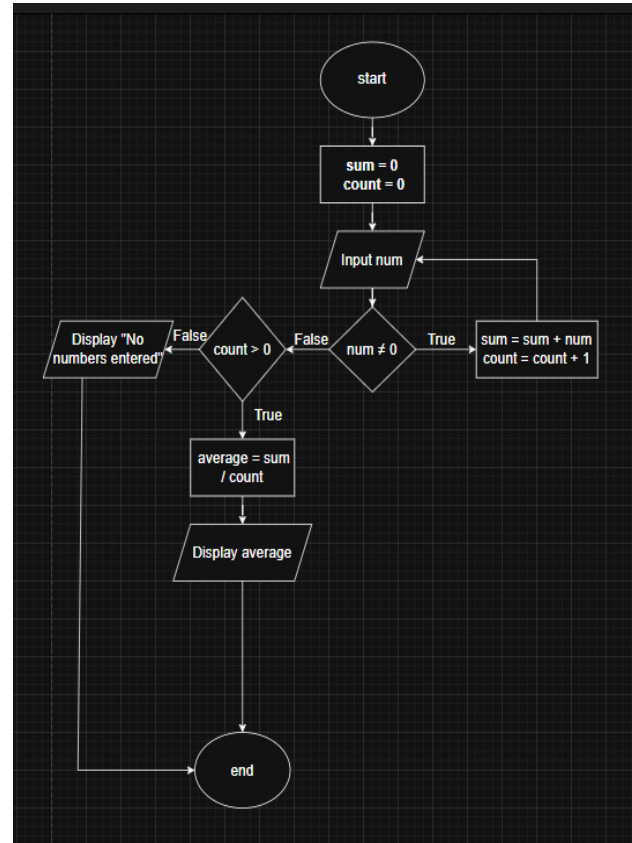 start
sum = 0
count = 0
Input num
num ≠ 0
True
sum = sum + num
count = count + 1
False
count > 0
False
Display "No
numbers entered"
True
average = sum
/ count
Display average
end